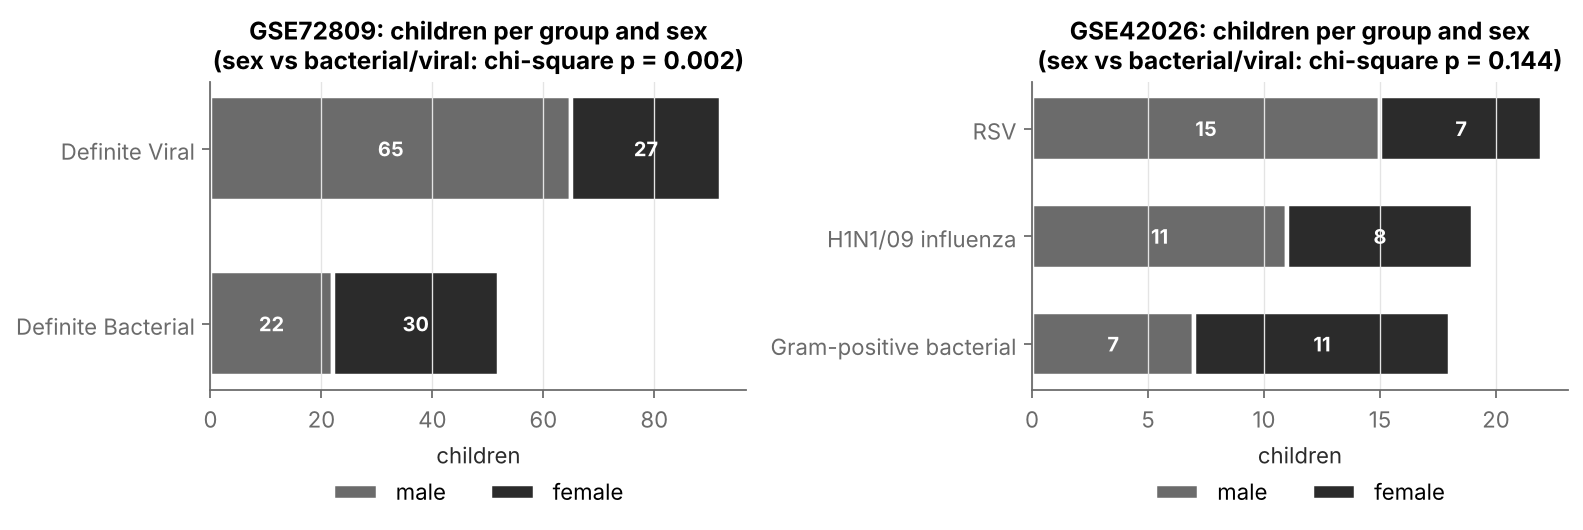 GSE72809: children per group and sex
(sex vs bacterial/viral: chi-square p = 0.002)
Definite Viral
65
27
Definite Bacterial
22
30
0 20 40 60 80
children
male female
GSE42026: children per group and sex
(sex vs bacterial/viral: chi-square p = 0.144)
RSV
15
7
H1N1/09 influenza
11
8
Gram-positive bacterial
7
11
0 5 10 15 20
children
male female